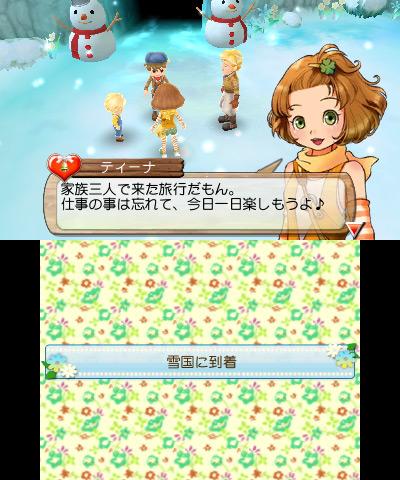 ティーナ
家族三人で来た旅行だもん。
仕事の事は忘れて、今日一日楽しもうよ♪
雪国に到着